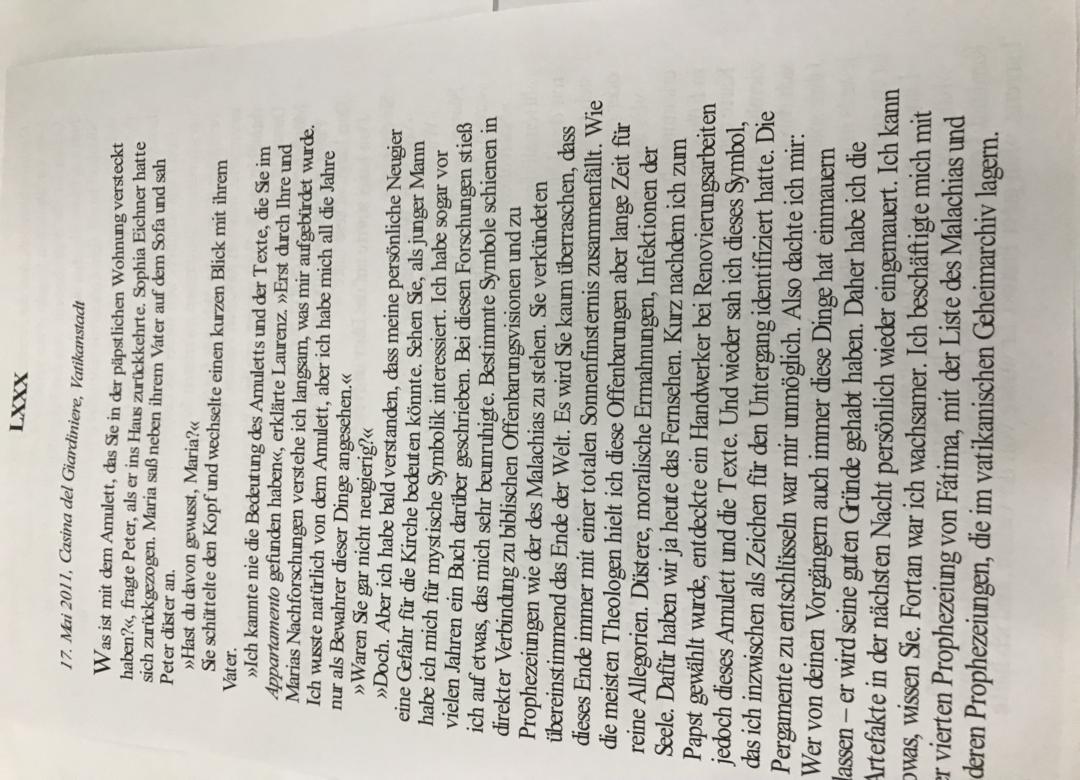 LXXX
17. Mai 2011, Casina del Giardiniere, Vatikanstadt
Was ist mit dem Amulett, das Sie in der päpstlichen Wohnung versteckt
haben?«, fragte Peter, als er ins Haus zurückkehrte. Sophia Eichner hatte
sich zurückgezogen. Maria saß neben ihrem Vater auf dem Sofa und sah
Peter düster an.
»Hast du davon gewusst, Maria?«
Sie schüttelte den Kopf und wechselte einen kurzen Blick mit ihrem
Vater.
»Ich kannte nie die Bedeutung des Amuletts und der Texte, die Sie im
Appartamento gefunden haben«, erklärte Laurenz. »Erst durch Ihre und
Marias Nachforschungen verstehe ich langsam, was mir aufgebürdet wurde.
Ich wusste natürlich von dem Amulett, aber ich habe mich all die Jahre
nur als Bewahrer dieser Dinge angesehen.«
»Waren Sie gar nicht neugierig?«
»Doch. Aber ich habe bald verstanden, dass meine persönliche Neugier
eine Gefahr für die Kirche bedeuten könnte. Sehen Sie, als junger Mann
habe ich mich für mystische Symbolik interessiert. Ich habe sogar vor
vielen Jahren ein Buch darüber geschrieben. Bei diesen Forschungen stieß
ich auf etwas, das mich sehr beunruhigte. Bestimmte Symbole schienen in
direkter Verbindung zu biblischen Offenbarungsvisionen und zu
Prophezeiungen wie der des Malachias zu stehen. Sie verkündeten
übereinstimmend das Ende der Welt. Es wird Sie kaum überraschen, dass
dieses Ende immer mit einer totalen Sonnenfinsternis zusammenfällt. Wie
die meisten Theologen hielt ich diese Offenbarungen aber lange Zeit für
reine Allegorien. Düstere, moralische Ermahnungen, Infektionen der
Seele. Dafür haben wir ja heute das Fernsehen. Kurz nachdem ich zum
Papst gewählt wurde, entdeckte ein Handwerker bei Renovierungsarbeiten
jedoch dieses Amulett und die Texte. Und wieder sah ich dieses Symbol,
das ich inzwischen als Zeichen für den Untergang identifiziert hatte. Die
Pergamente zu entschlüsseln war mir unmöglich. Also dachte ich mir:
Wer von deinen Vorgängern auch immer diese Dinge hat einmauern
lassen – er wird seine guten Gründe gehabt haben. Daher habe ich die
Artefakte in der nächsten Nacht persönlich wieder eingemauert. Ich kann
owas, wissen Sie. Fortan war ich wachsamer. Ich beschäftigte mich mit
er vierten Prophezeiung von Fátima, mit der Liste des Malachias und
deren Prophezeiungen, die im vatikanischen Geheimarchiv lagern.